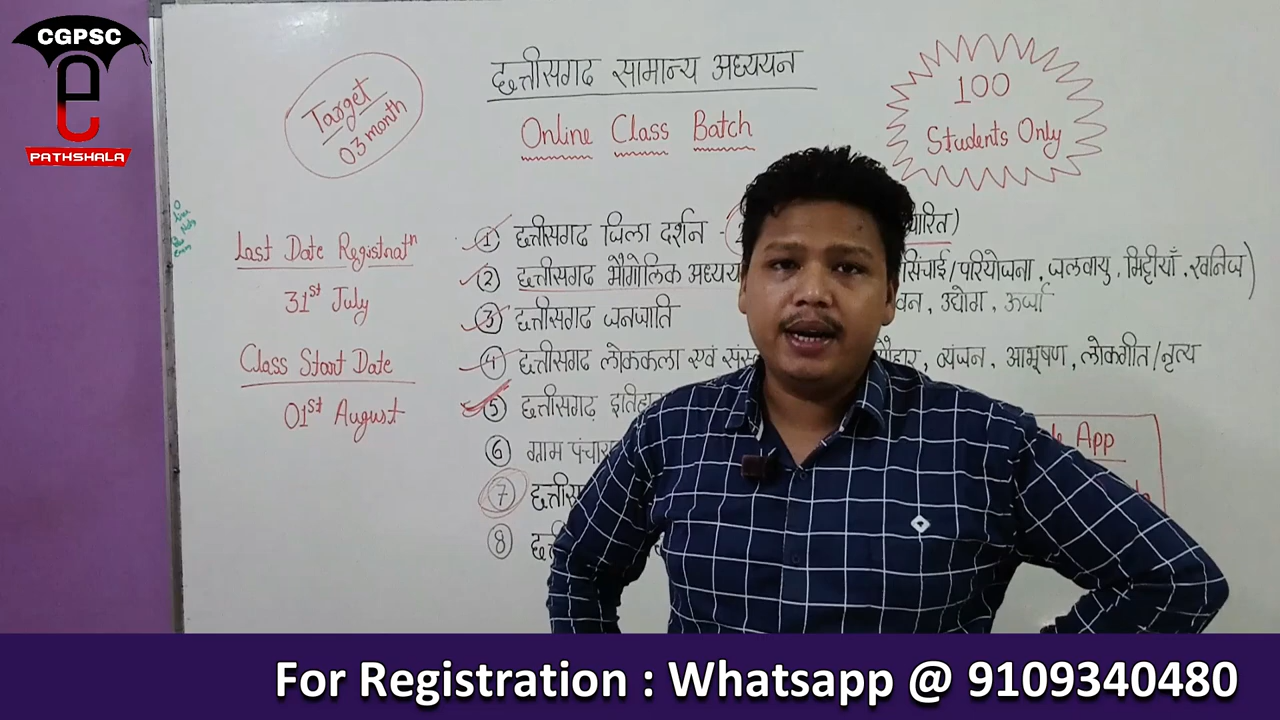 CGPSC
e
PATHSHALA
Target
03 month
छत्तीसगढ सामान्य अध्ययन
Online Class Batch
100
Students Only
Last Date Registratn
31st July
Class Start Date
01st August
① छत्तीसगढ जिला दर्शन -
② छत्तीसगढ भौगोलिक सिंचाई/परियोजना, जलवायु, मिट्टीयाँ, खनिज)
वन, उद्योग, ऊर्जा
③ छत्तीसगढ जनजाति
④ छत्तीसगढ लोककला एवं व्यंजन, आभूषण, लोकगीत/नृत्य
⑤ छत्तीसगढ़
⑥ ग्राम
⑦
⑧
App
For Registration : Whatsapp @ 9109340480